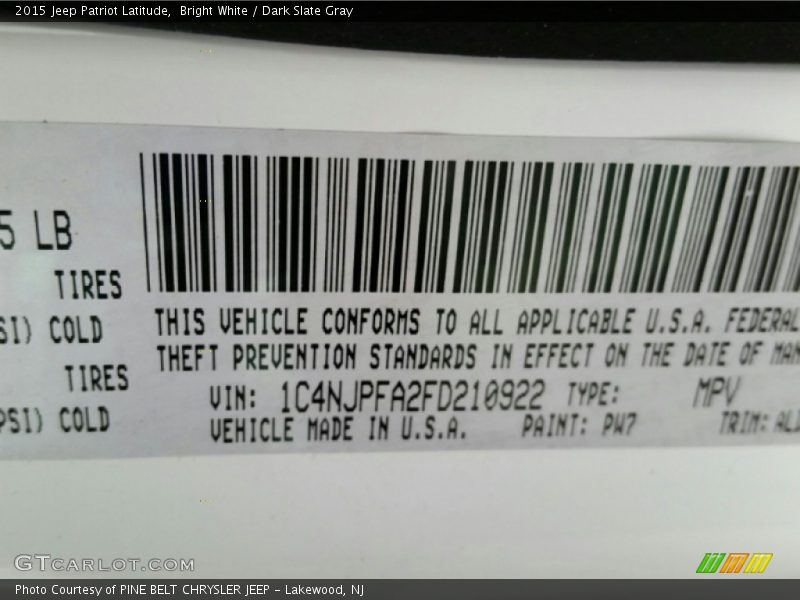 2015 Jeep Patriot Latitude,  Bright White / Dark Slate Gray
5 LB
TIRES
SI) COLD
TIRES
PSI) COLD
THIS VEHICLE CONFORMS TO ALL APPLICABLE U.S.A. FEDERAL
THEFT PREVENTION STANDARDS IN EFFECT ON THE DATE OF MAN
VIN: 1C4NJPFA2FD210922 TYPE: MPV
VEHICLE MADE IN U.S.A. PAINT: PW7 TRIM: AL
GTCARLOT.COM
Photo Courtesy of PINE BELT CHRYSLER JEEP - Lakewood, NJ